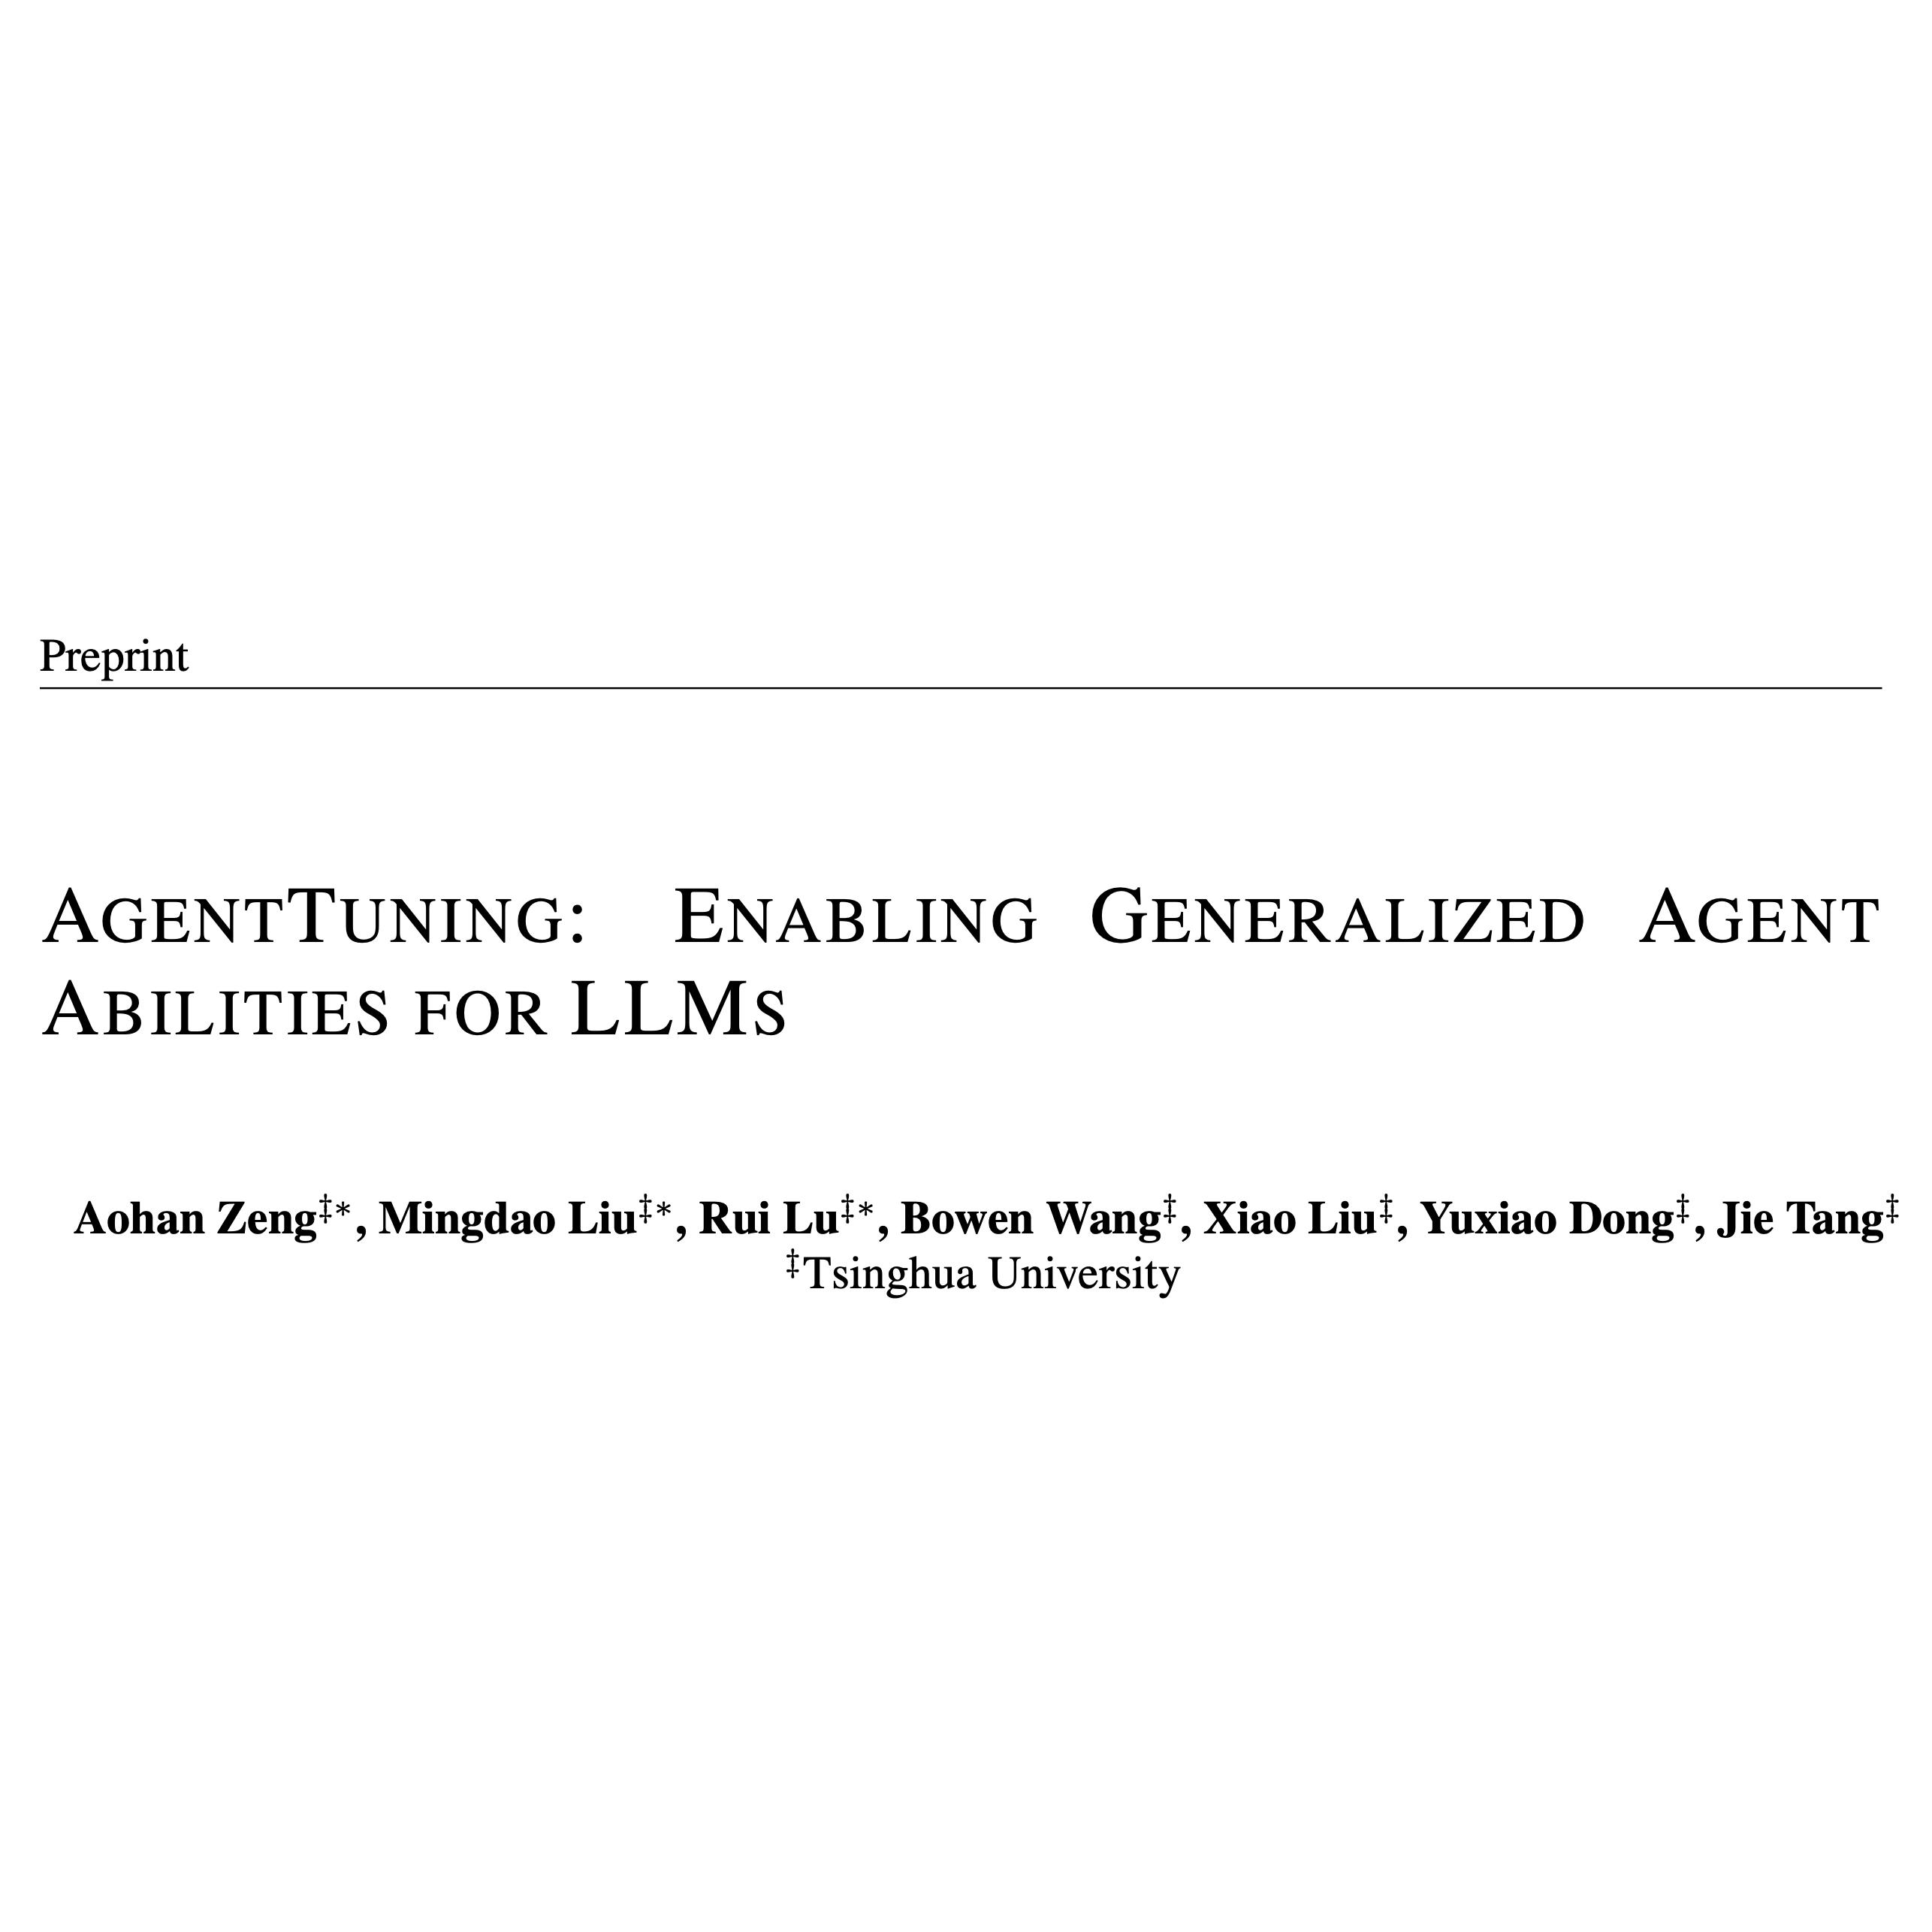 Preprint
AgentTuning: Enabling Generalized Agent
Abilities for LLMs
Aohan Zeng‡*, Mingdao Liu‡*, Rui Lu‡*, Bowen Wang‡, Xiao Liu‡, Yuxiao Dong‡, Jie Tang‡
‡Tsinghua University